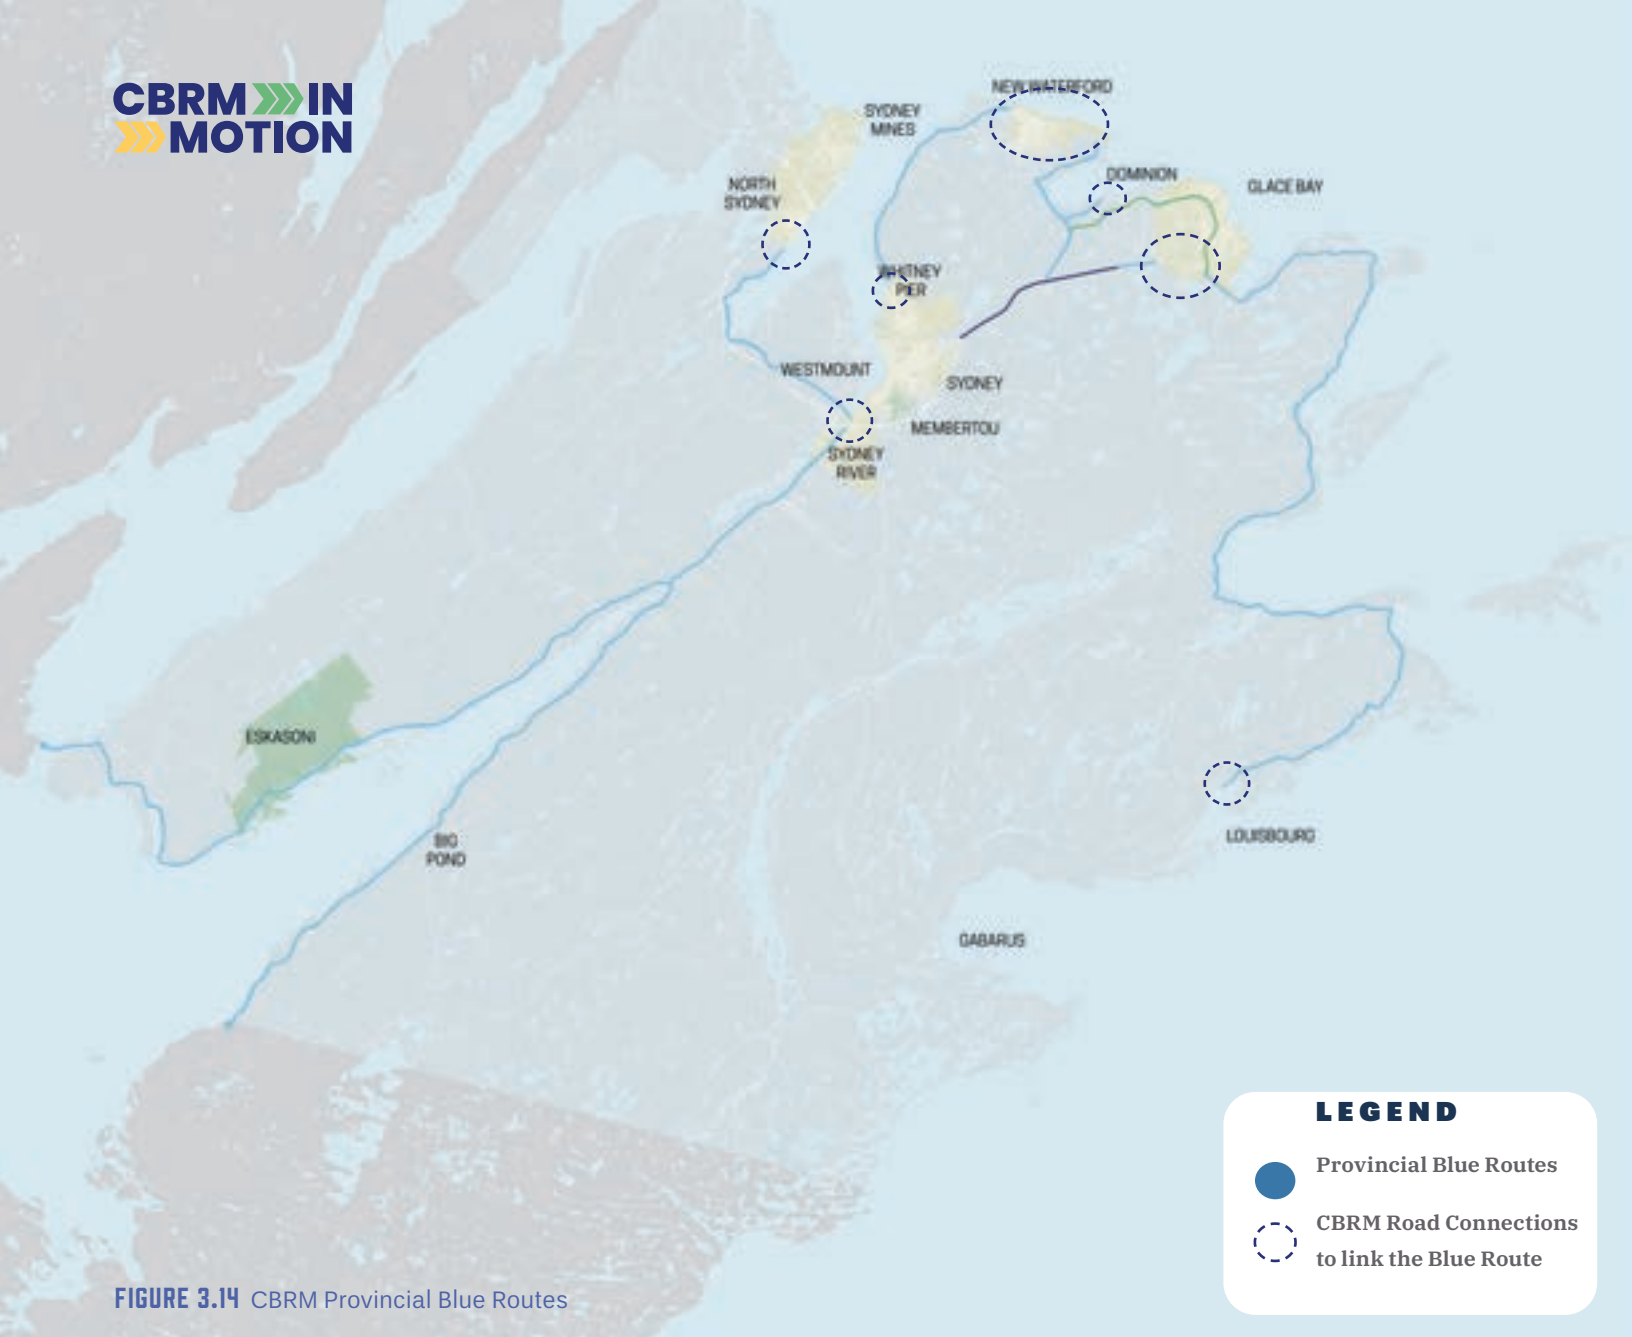 CBRM IN
MOTION
NEW WATERFORD
SYDNEY
MINES
DOMINION
GLACE BAY
NORTH
SYDNEY
WHITNEY
PIER
WESTMOUNT
SYDNEY
MEMBERTOU
SYDNEY
RIVER
ESKASONI
BIG
POND
LOUISBOURG
GABARUS
LEGEND
Provincial Blue Routes
CBRM Road Connections
to link the Blue Route
FIGURE 3.14 CBRM Provincial Blue Routes